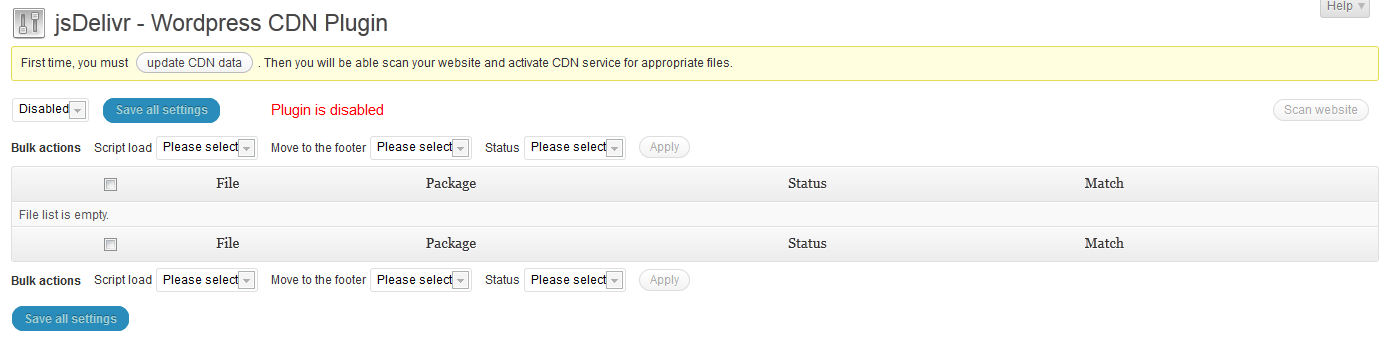 Help
jsDelivr - Wordpress CDN Plugin
First time, you must update CDN data . Then you will be able scan your website and activate CDN service for appropriate files.
Disabled Save all settings Plugin is disabled Scan website
Bulk actions Script load Please select Move to the footer Please select Status Please select Apply
File Package Status Match
File list is empty.
File Package Status Match
Bulk actions Script load Please select Move to the footer Please select Status Please select Apply
Save all settings